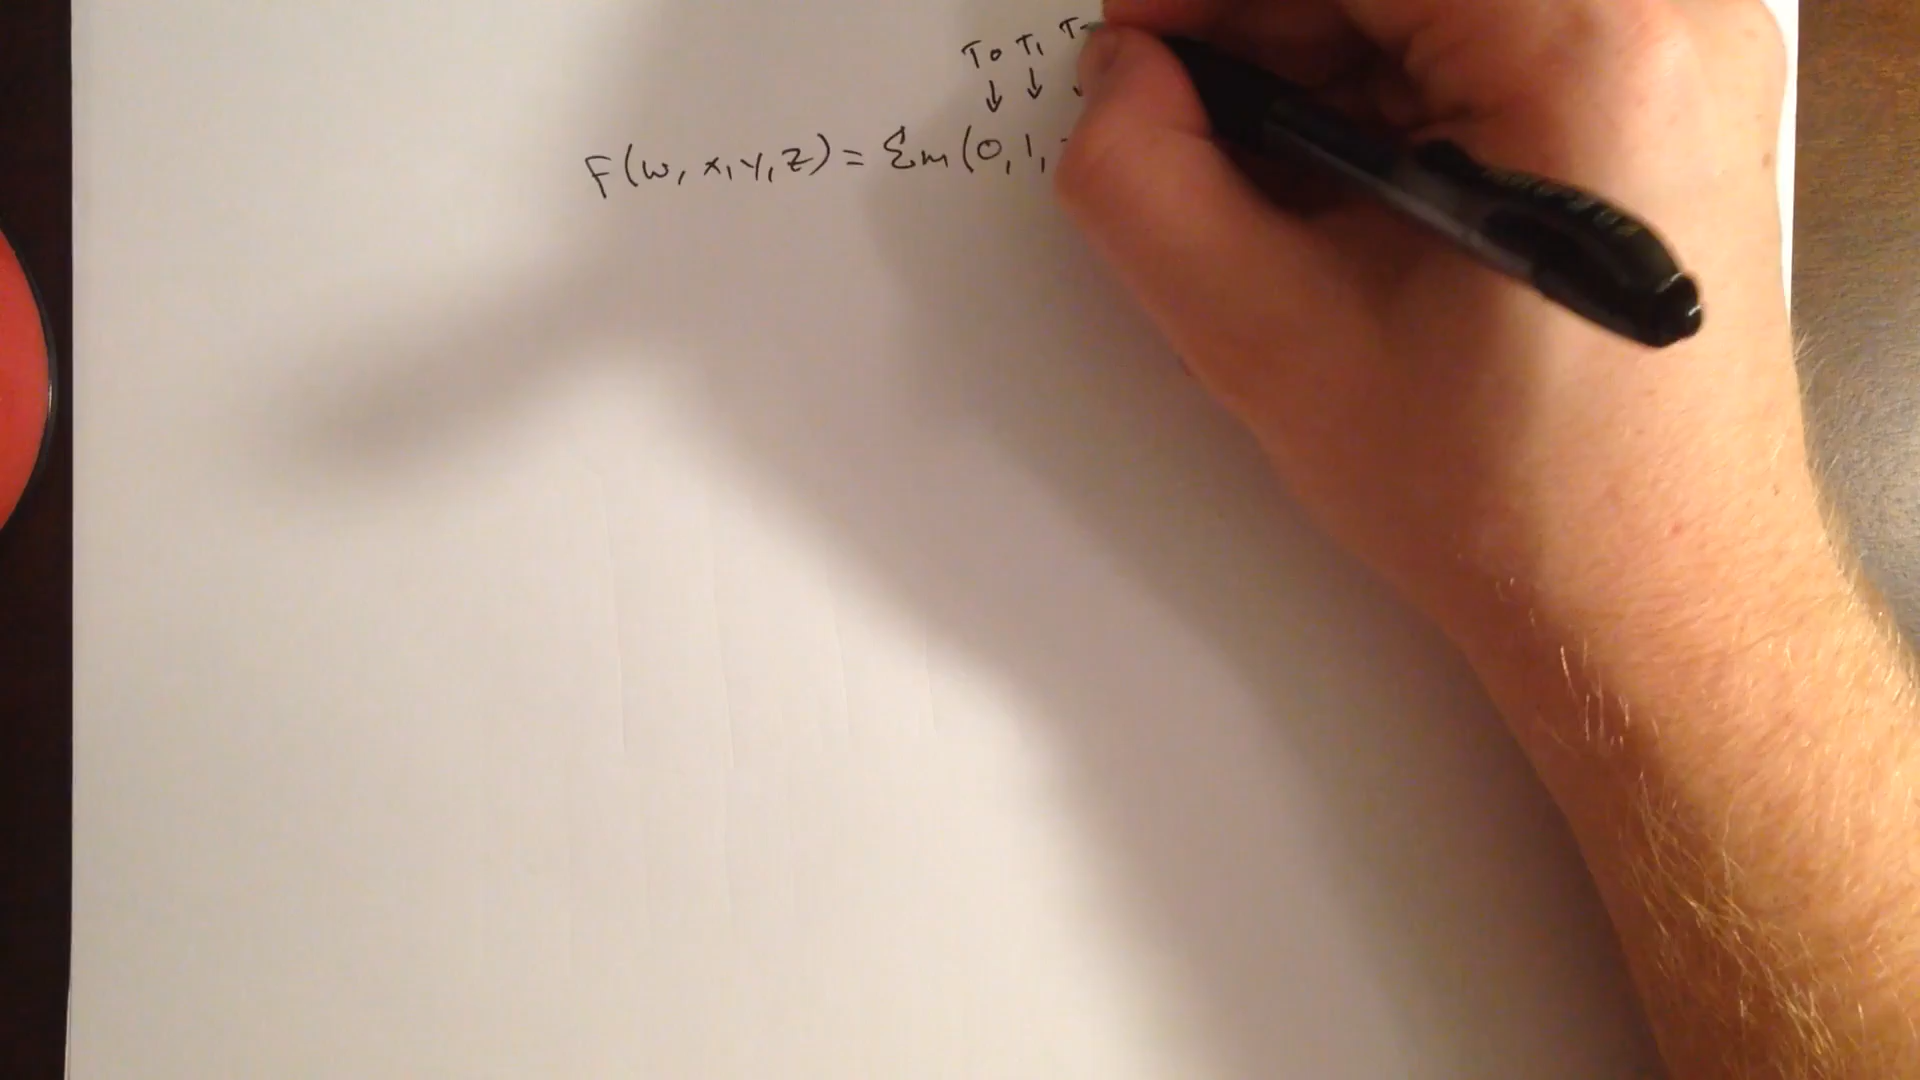 T0 T1 T
↓ ↓
F(w, x, y, z) = Σm(0, 1,